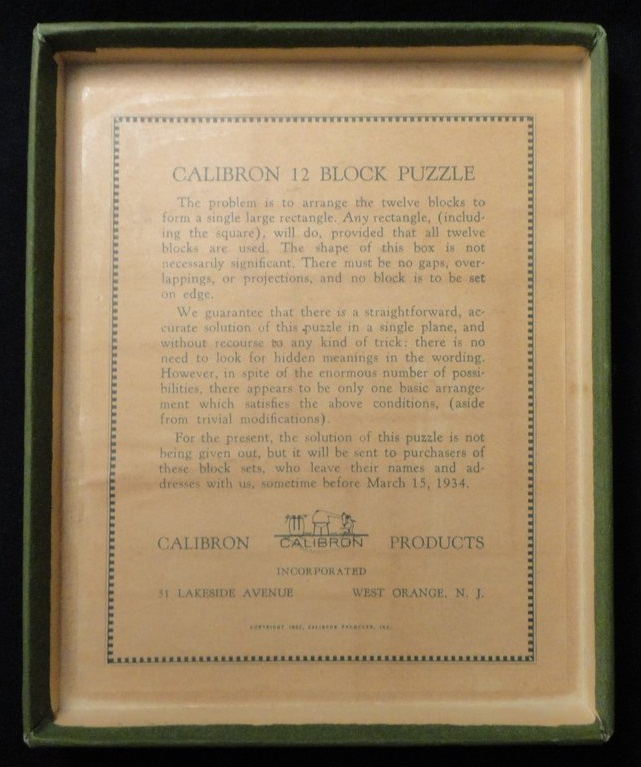 CALIBRON 12 BLOCK PUZZLE
The problem is to arrange the twelve blocks to
form a single large rectangle. Any rectangle, (includ-
ing the square), will do, provided that all twelve
blocks are used. The shape of this box is not
necessarily significant. There must be no gaps, over-
lappings, or projections, and no block is to be set
on edge.
We guarantee that there is a straightforward, ac-
curate solution of this puzzle in a single plane, and
without recourse to any kind of trick: there is no
need to look for hidden meanings in the wording.
However, in spite of the enormous number of possi-
bilities, there appears to be only one basic arrange-
ment which satisfies the above conditions, (aside
from trivial modifications).
For the present, the solution of this puzzle is not
being given out, but it will be sent to purchasers of
these block sets, who leave their names and ad-
dresses with us, sometime before March 15, 1934.
CALIBRON CALIBRON PRODUCTS
INCORPORATED
51 LAKESIDE AVENUE WEST ORANGE, N. J.
COPYRIGHT CALIBRON PRODUCTS, INC.